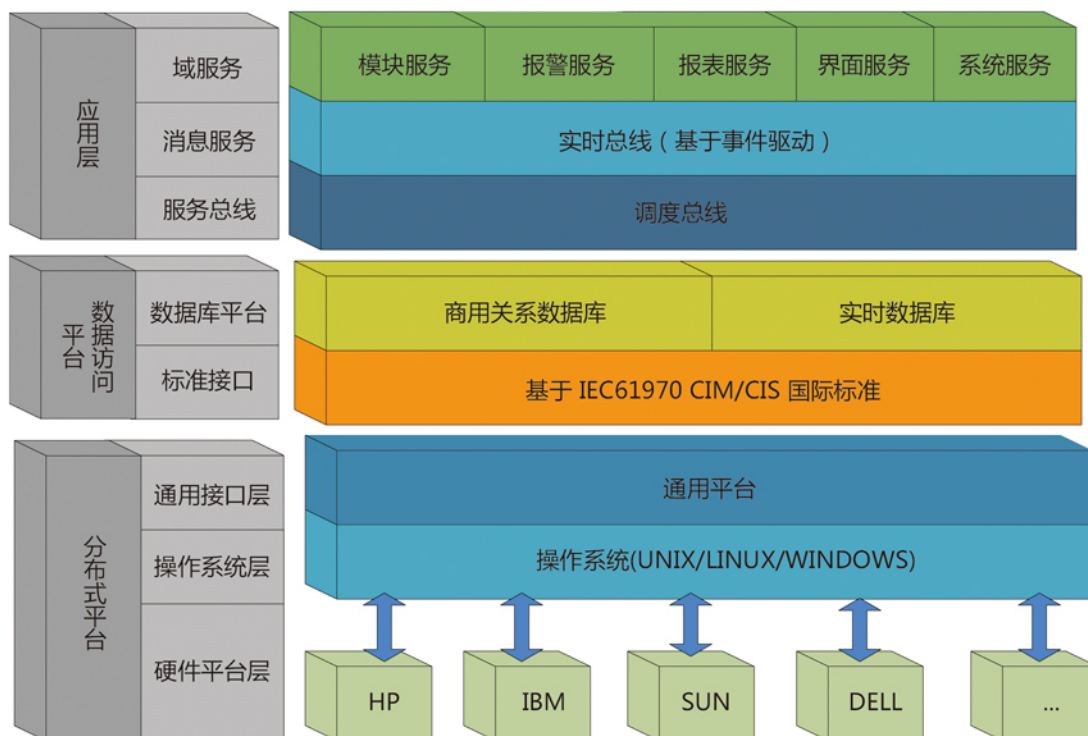 应用层
域服务
模块服务
报警服务
报表服务
界面服务
系统服务
消息服务
实时总线（基于事件驱动）
服务总线
调度总线
数据访问
平台
数据库平台
商用关系数据库
实时数据库
标准接口
基于 IEC61970 CIM/CIS 国际标准
分布式平台
通用接口层
通用平台
操作系统层
操作系统(UNIX/LINUX/WINDOWS)
硬件平台层
HP
IBM
SUN
DELL
...